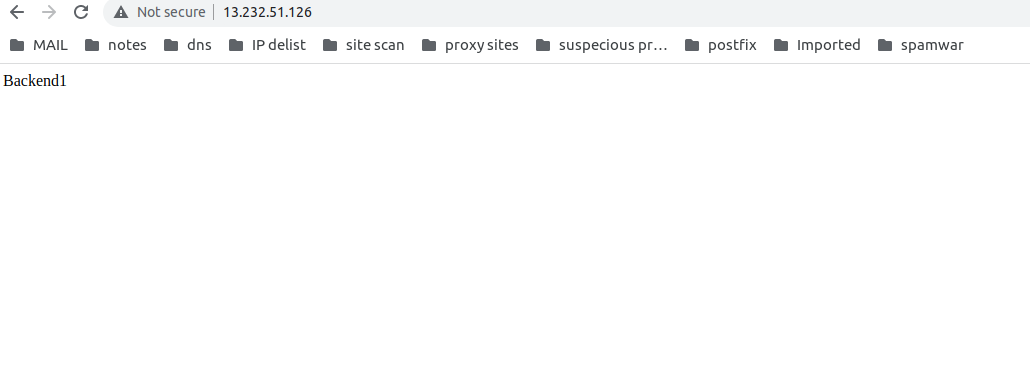 Not secure 13.232.51.126
MAIL notes dns IP delist site scan proxy sites suspecious pr… postfix Imported spamwar
Backend1